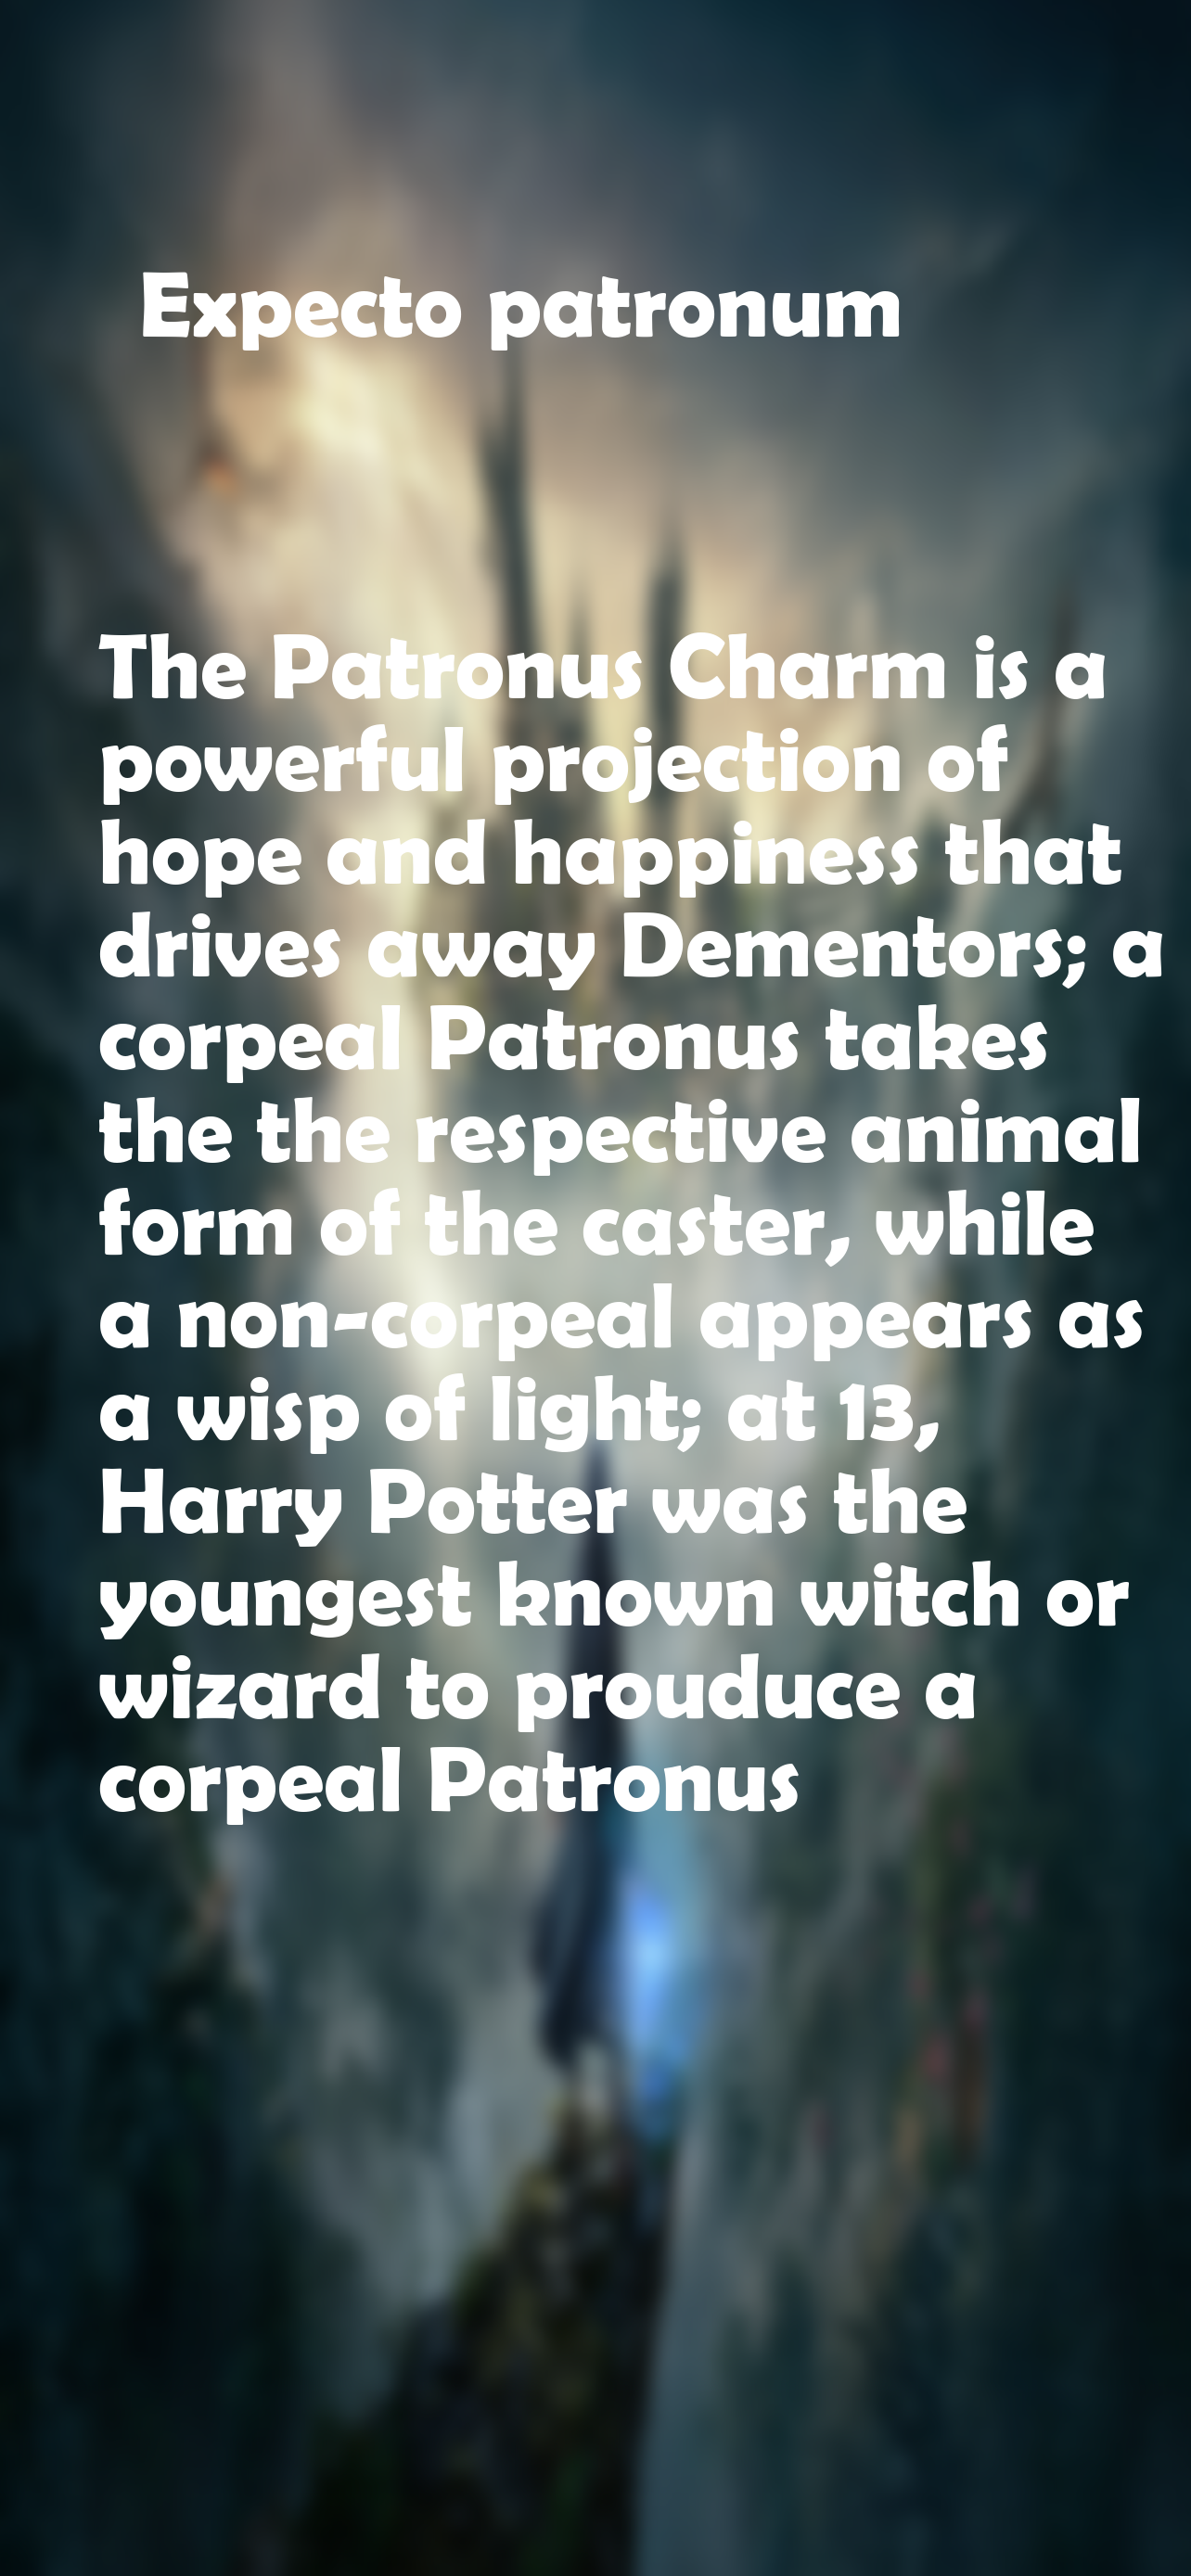 Expecto patronum
The Patronus Charm is a
powerful projection of
hope and happiness that
drives away Dementors; a
corpeal Patronus takes
the the respective animal
form of the caster, while
a non-corpeal appears as
a wisp of light; at 13,
Harry Potter was the
youngest known witch or
wizard to prouduce a
corpeal Patronus